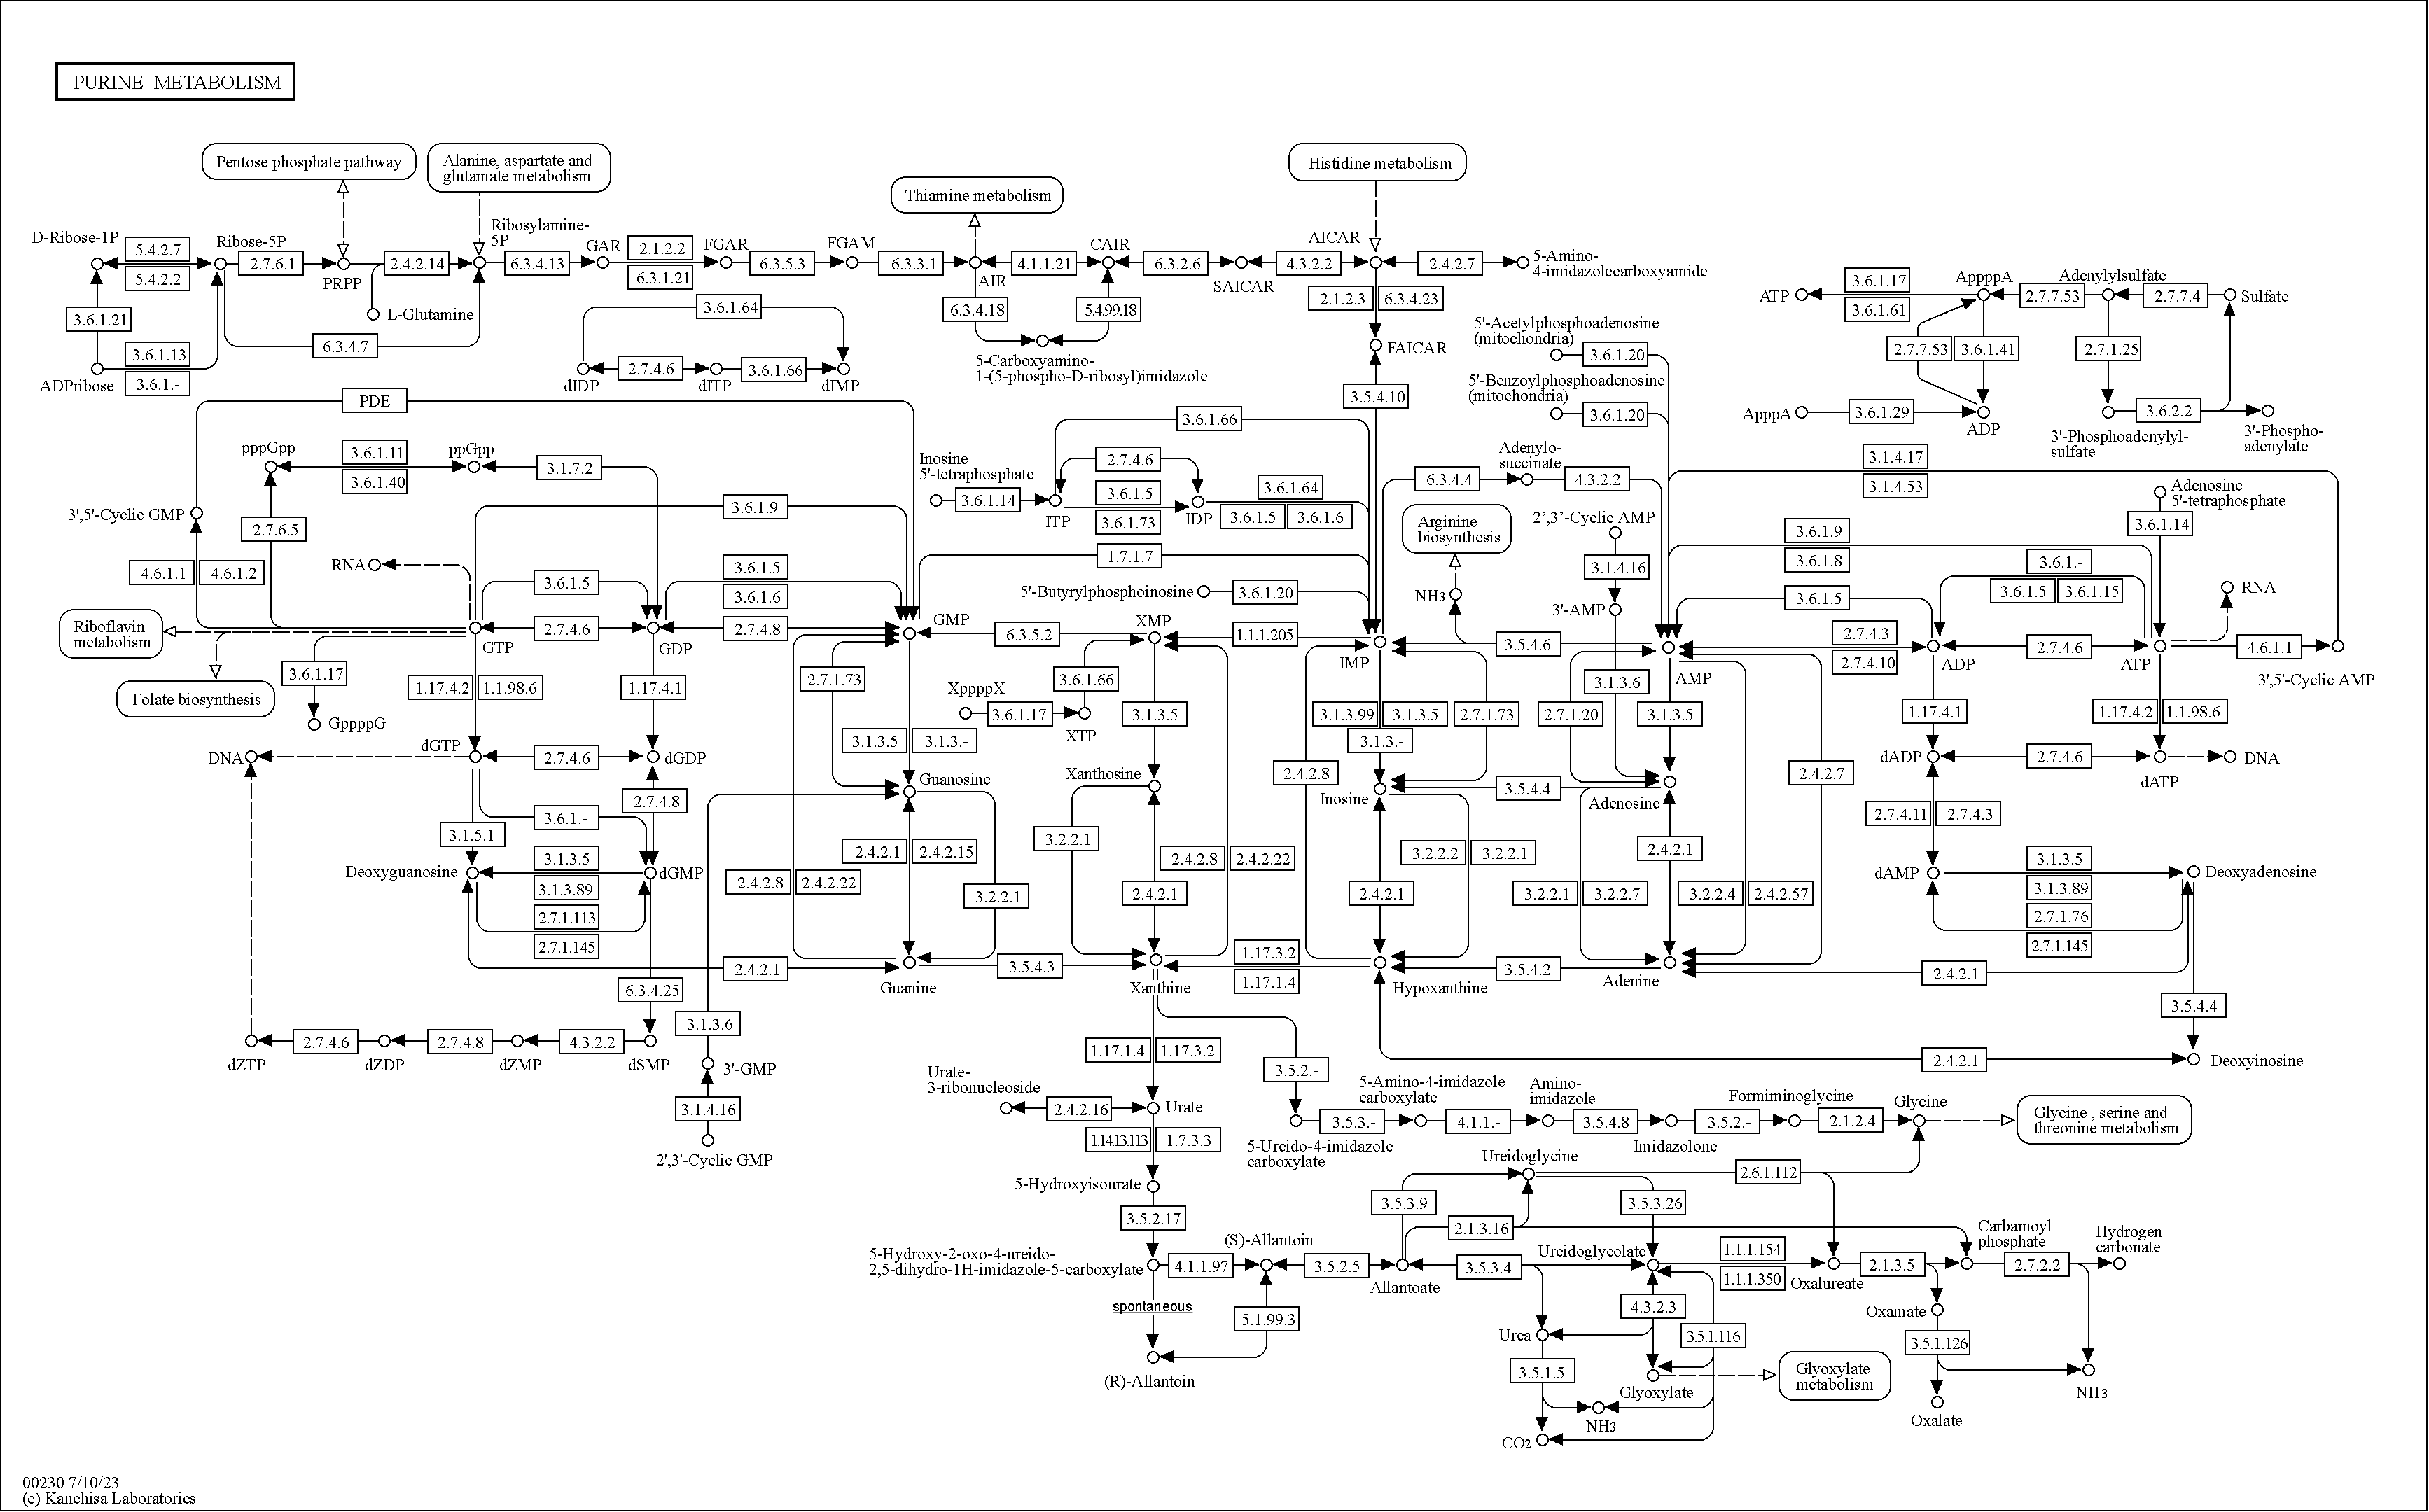 PURINE METABOLISM
Pentose phosphate pathway
Alanine, aspartate and
glutamate metabolism
Thiamine metabolism
Histidine metabolism
D-Ribose-1P
5.4.2.7
5.4.2.2
Ribose-5P
2.7.6.1
PRPP
2.4.2.14
Ribosylamine-
5P
6.3.4.13
GAR
2.1.2.2
6.3.1.21
FGAR
6.3.5.3
FGAM
6.3.3.1
AIR
4.1.1.21
CAIR
6.3.2.6
SAICAR
4.3.2.2
AICAR
2.4.2.7
5-Amino-
4-imidazolecarboxyamide
3.6.1.21
3.6.1.13
3.6.1.-
ADPribose
L-Glutamine
6.3.4.7
3.6.1.64
dIDP
2.7.4.6
dITP
3.6.1.66
dIMP
6.3.4.18
5.4.99.18
5-Carboxyamino-
1-(5-phospho-D-ribosyl)imidazole
2.1.2.3
6.3.4.23
FAICAR
3.5.4.10
5'-Acetylphosphoadenosine
(mitochondria)
3.6.1.20
5'-Benzoylphosphoadenosine
(mitochondria)
3.6.1.20
ATP
3.6.1.17
3.6.1.61
AppppA
2.7.7.53
Adenylylsulfate
2.7.7.4
Sulfate
2.7.7.53
3.6.1.41
2.7.1.25
ApppA
3.6.1.29
ADP
3.6.2.2
3'-Phosphoadenylyl-
sulfate
3'-Phospho-
adenylate
PDE
pppGpp
3.6.1.11
3.6.1.40
ppGpp
3.1.7.2
3',5'-Cyclic GMP
2.7.6.5
3.6.1.9
4.6.1.1
4.6.1.2
RNA
3.6.1.5
3.6.1.5
3.6.1.6
Riboflavin
metabolism
Folate biosynthesis
GTP
2.7.4.6
GDP
2.7.4.8
GMP
3.6.1.17
GppppG
1.17.4.2
1.1.98.6
1.17.4.1
Inosine
5'-tetraphosphate
3.6.1.14
ITP
3.6.1.66
2.7.4.6
3.6.1.5
3.6.1.73
IDP
3.6.1.64
3.6.1.5
3.6.1.6
1.7.1.7
5'-Butyrylphosphoinosine
3.6.1.20
6.3.4.4
Adenylo-
succinate
4.3.2.2
Arginine
biosynthesis
NH3
2',3'-Cyclic AMP
3.1.4.16
3'-AMP
3.1.4.17
3.1.4.53
Adenosine
5'-tetraphosphate
3.6.1.14
3.6.1.9
3.6.1.8
3.6.1.-
3.6.1.5
3.6.1.15
3.6.1.5
RNA
6.3.5.2
XMP
1.1.1.205
IMP
3.5.4.6
AMP
2.7.4.3
2.7.4.10
ADP
2.7.4.6
ATP
4.6.1.1
3',5'-Cyclic AMP
2.7.1.73
XppppX
3.6.1.17
XTP
3.6.1.66
3.1.3.5
3.1.3.5
3.1.3.-
3.1.3.99
3.1.3.5
3.1.3.-
2.7.1.73
2.7.1.20
3.1.3.6
3.1.3.5
1.17.4.1
1.17.4.2
1.1.98.6
DNA
dGTP
2.7.4.6
dGDP
2.7.4.8
3.6.1.-
3.1.5.1
Deoxyguanosine
3.1.3.5
3.1.3.89
2.7.1.113
2.7.1.145
dGMP
6.3.4.25
2.4.2.1
Guanosine
2.4.2.1
2.4.2.15
2.4.2.8
2.4.2.22
3.2.2.1
Guanine
3.5.4.3
Xanthosine
3.2.2.1
2.4.2.8
2.4.2.22
2.4.2.1
Xanthine
1.17.3.2
1.17.1.4
2.4.2.8
Inosine
3.5.4.4
Adenosine
3.2.2.2
3.2.2.1
2.4.2.1
Hypoxanthine
3.5.4.2
Adenine
2.4.2.1
3.2.2.1
3.2.2.7
3.2.2.4
2.4.2.57
2.4.2.7
dADP
2.7.4.6
dATP
DNA
2.7.4.11
2.7.4.3
dAMP
3.1.3.5
3.1.3.89
2.7.1.76
2.7.1.145
Deoxyadenosine
2.4.2.1
3.5.4.4
2.4.2.1
Deoxyinosine
dZTP
2.7.4.6
dZDP
2.7.4.8
dZMP
4.3.2.2
dSMP
3.1.3.6
3'-GMP
3.1.4.16
2',3'-Cyclic GMP
1.17.1.4
1.17.3.2
Urate-
3-ribonucleoside
2.4.2.16
Urate
1.14.13.113
1.7.3.3
5-Hydroxyisourate
3.5.2.17
5-Hydroxy-2-oxo-4-ureido-
2,5-dihydro-1H-imidazole-5-carboxylate
4.1.1.97
spontaneous
(R)-Allantoin
(S)-Allantoin
5.1.99.3
3.5.2.5
Allantoate
3.5.2.-
5-Ureido-4-imidazole
carboxylate
3.5.3.-
5-Amino-4-imidazole
carboxylate
4.1.1.-
Amino-
imidazole
3.5.4.8
Imidazolone
3.5.2.-
Formiminoglycine
2.1.2.4
Glycine
Glycine , serine and
threonine metabolism
Ureidoglycine
3.5.3.9
2.1.3.16
3.5.3.26
2.6.1.112
3.5.3.4
Ureidoglycolate
1.1.1.154
1.1.1.350
Oxalureate
2.1.3.5
Carbamoyl
phosphate
2.7.2.2
Hydrogen
carbonate
4.3.2.3
3.5.1.116
Urea
3.5.1.5
Glyoxylate
Glyoxylate
metabolism
NH3
CO2
Oxamate
3.5.1.126
Oxalate
NH3
00230 7/10/23
(c) Kanehisa Laboratories